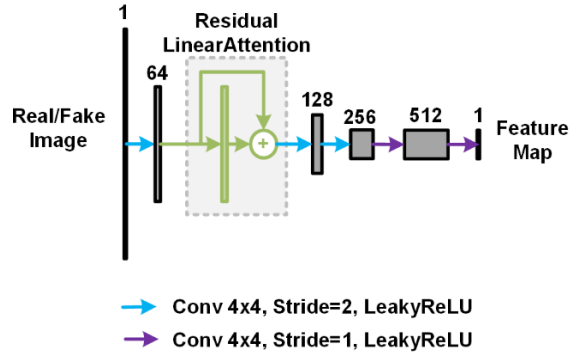 1
Residual
LinearAttention
64
128
256
512
1
Real/Fake
Image
+
Feature
Map
Conv 4x4, Stride=2, LeakyReLU
Conv 4x4, Stride=1, LeakyReLU